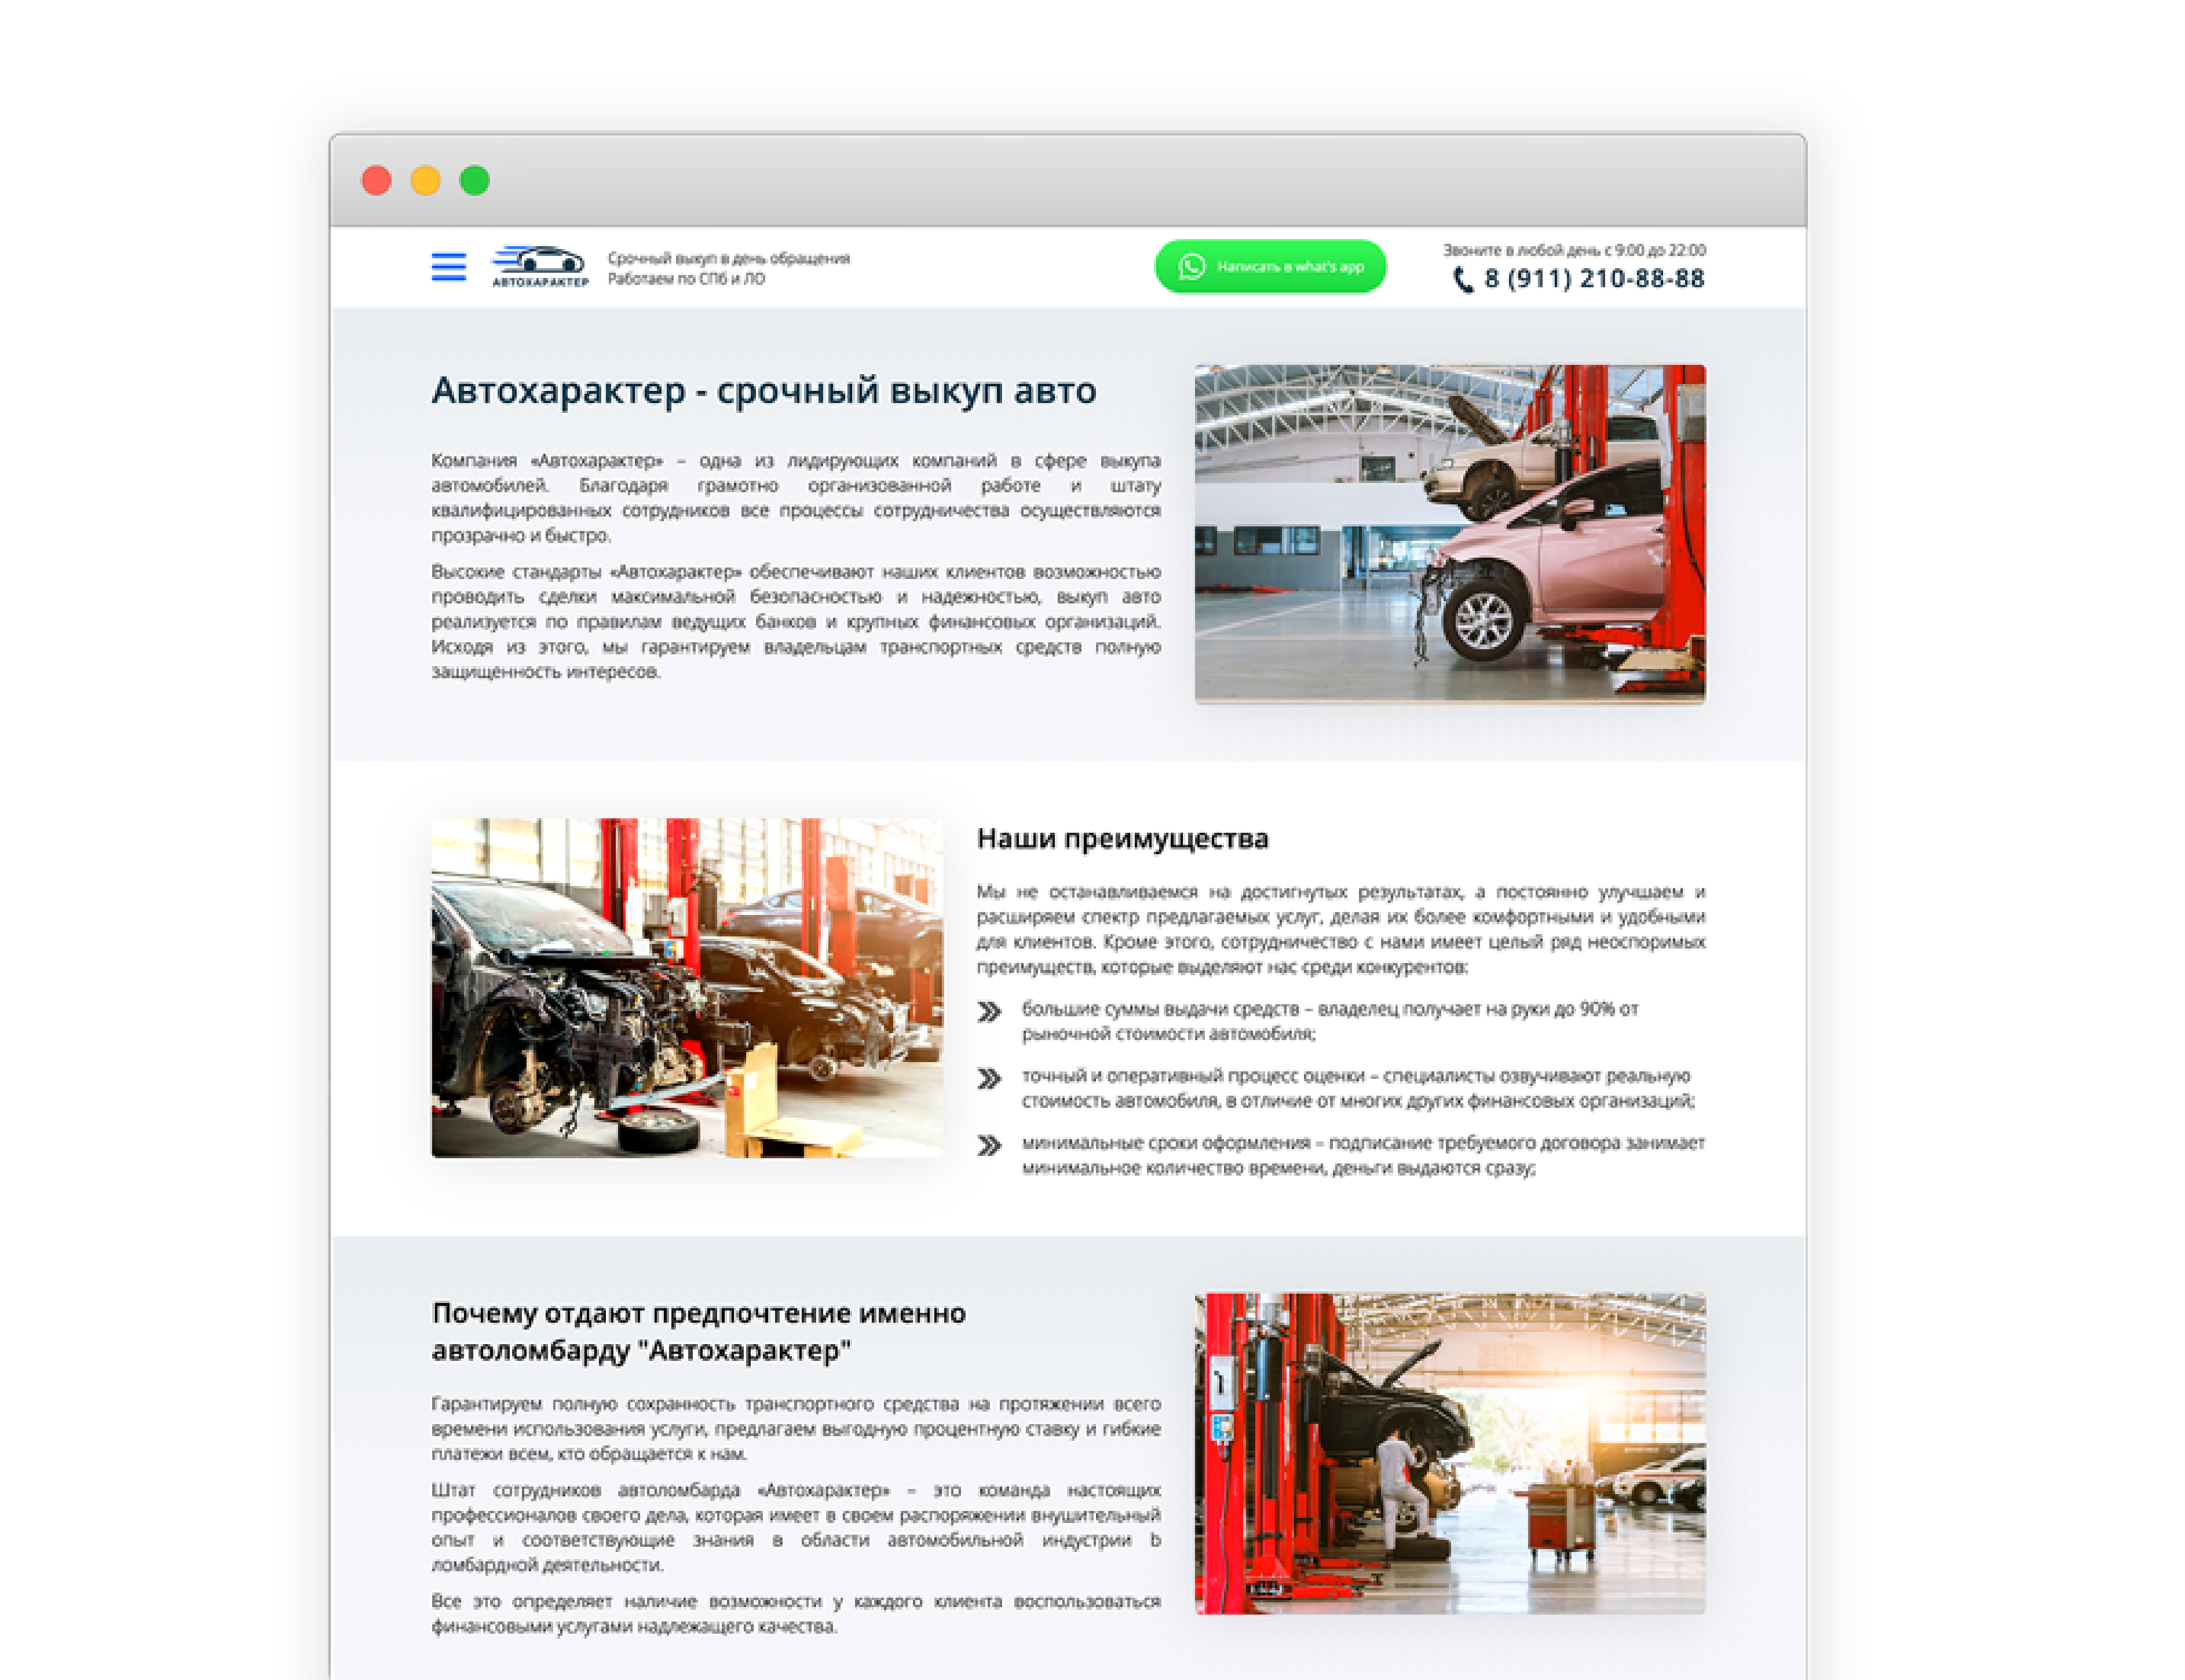 АВТОХАРАКТЕР
Срочный выкуп в день обращения
Работаем по СПб и ЛО
Написать в what's app
Звоните в любой день с 9:00 до 22:00
8 (911) 210-88-88
Автохарактер - срочный выкуп авто
Компания «Автохарактер» – одна из лидирующих компаний в сфере выкупа
автомобилей. Благодаря грамотно организованной работе и штату
квалифицированных сотрудников все процессы сотрудничества осуществляются
прозрачно и быстро.
Высокие стандарты «Автохарактер» обеспечивают наших клиентов возможностью
проводить сделки максимальной безопасностью и надежностью, выкуп авто
реализуется по правилам ведущих банков и крупных финансовых организаций.
Исходя из этого, мы гарантируем владельцам транспортных средств полную
защищенность интересов.
Наши преимущества
Мы не останавливаемся на достигнутых результатах, а постоянно улучшаем и
расширяем спектр предлагаемых услуг, делая их более комфортными и удобными
для клиентов. Кроме этого, сотрудничество с нами имеет целый ряд неоспоримых
преимуществ, которые выделяют нас среди конкурентов:
большие суммы выдачи средств – владелец получает на руки до 90% от
рыночной стоимости автомобиля;
точный и оперативный процесс оценки – специалисты озвучивают реальную
стоимость автомобиля, в отличие от многих других финансовых организаций;
минимальные сроки оформления – подписание требуемого договора занимает
минимальное количество времени, деньги выдаются сразу;
Почему отдают предпочтение именно
автоломбарду "Автохарактер"
Гарантируем полную сохранность транспортного средства на протяжении всего
времени использования услуги, предлагаем выгодную процентную ставку и гибкие
платежи всем, кто обращается к нам.
Штат сотрудников автоломбарда «Автохарактер» – это команда настоящих
профессионалов своего дела, которая имеет в своем распоряжении внушительный
опыт и соответствующие знания в области автомобильной индустрии b
ломбардной деятельности.
Все это определяет наличие возможности у каждого клиента воспользоваться
финансовыми услугами надлежащего качества.